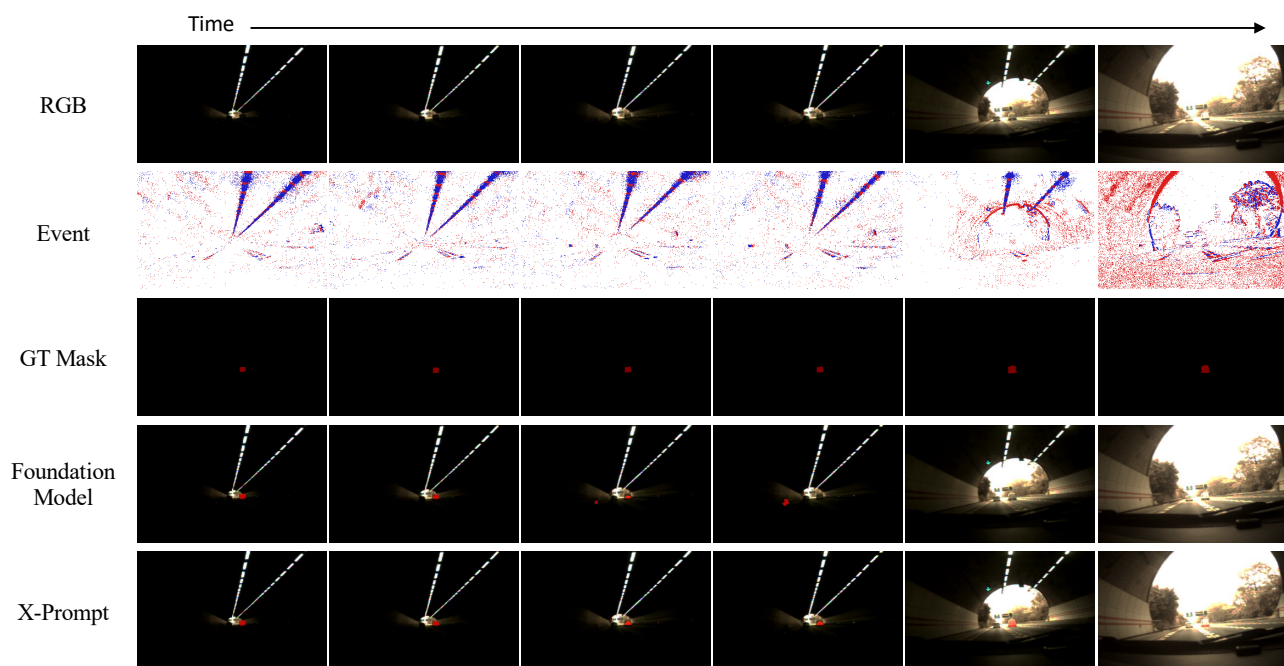 Time
RGB
Event
GT Mask
Foundation
Model
X-Prompt